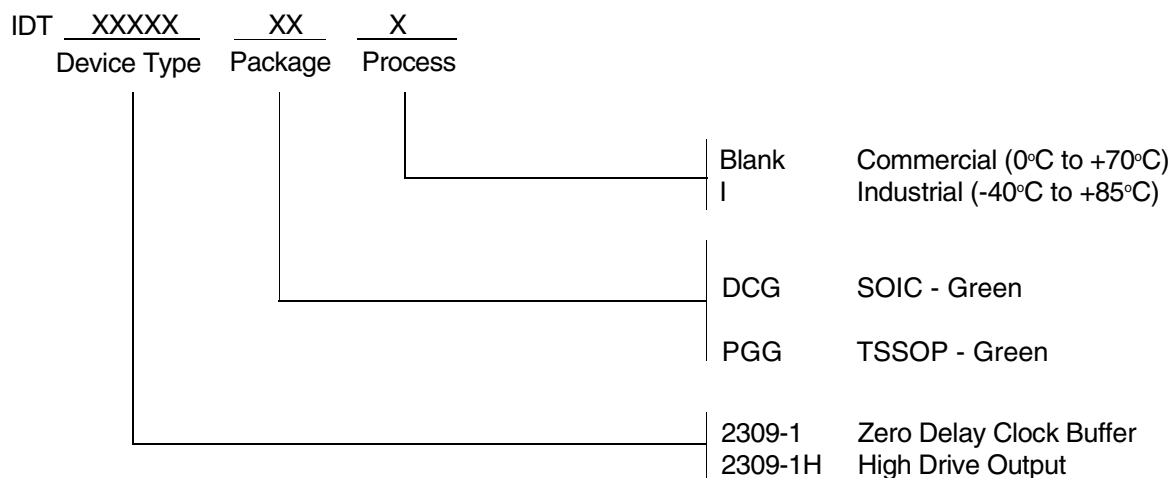 IDT XXXXX XX X
Device Type Package Process
Blank Commercial (0°C to +70°C)
I Industrial (-40°C to +85°C)
DCG SOIC - Green
PGG TSSOP - Green
2309-1 Zero Delay Clock Buffer
2309-1H High Drive Output